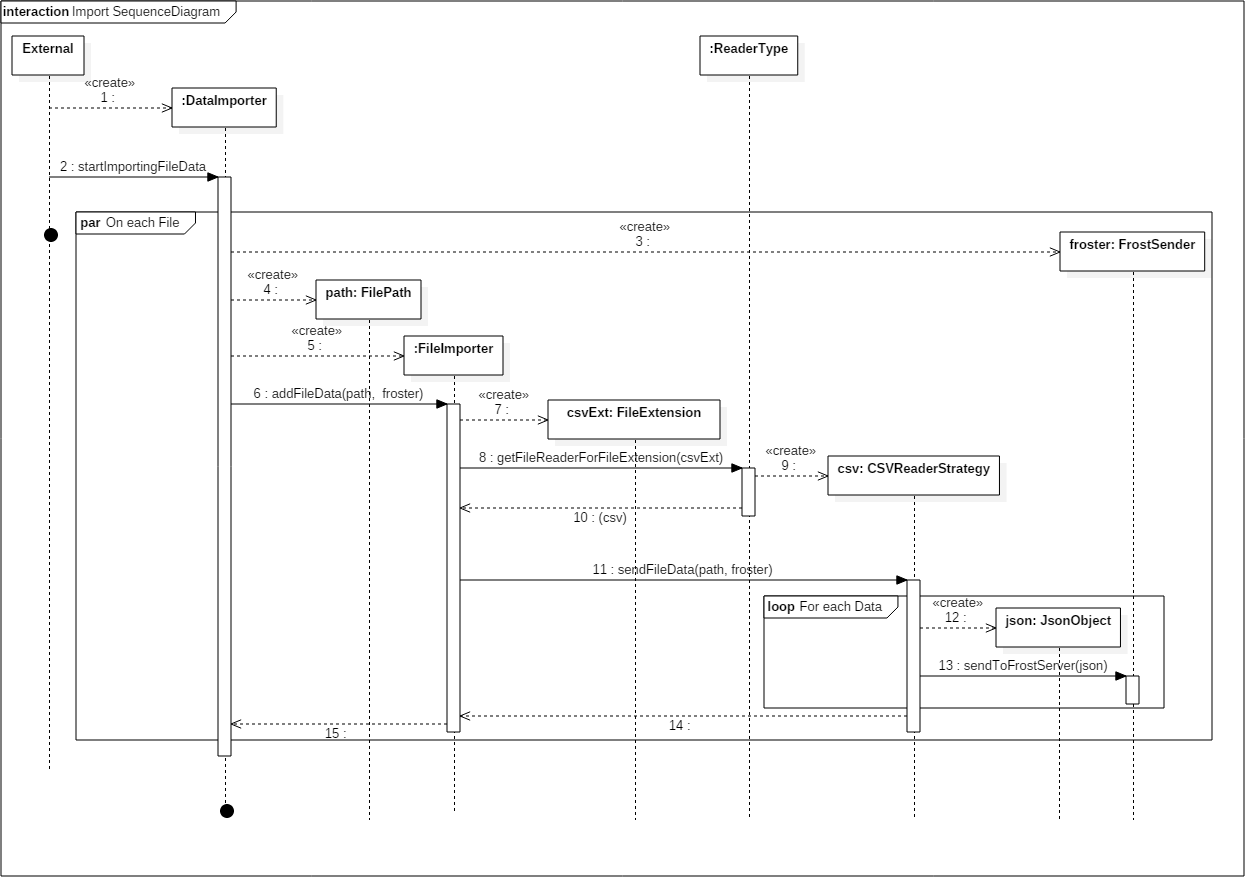 interaction Import SequenceDiagram
External
:ReaderType
«create»
1 :
:DataImporter
2 : startImportingFileData
par On each File
«create»
3 :
froster: FrostSender
«create»
4 :
path: FilePath
«create»
5 :
:FileImporter
6 : addFileData(path, froster)
«create»
7 :
csvExt: FileExtension
8 : getFileReaderForFileExtension(csvExt)
«create»
9 :
csv: CSVReaderStrategy
10 : (csv)
11 : sendFileData(path, froster)
loop For each Data
«create»
12 :
json: JsonObject
13 : sendToFrostServer(json)
14 :
15 :